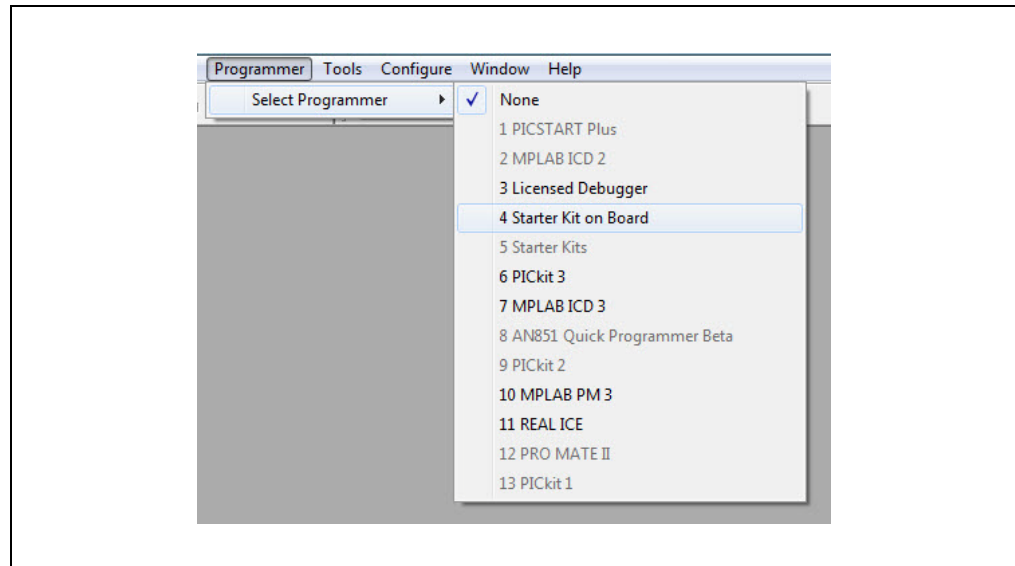 Programmer Tools Configure Window Help
Select Programmer
None
1 PICSTART Plus
2 MPLAB ICD 2
3 Licensed Debugger
4 Starter Kit on Board
5 Starter Kits
6 PICkit 3
7 MPLAB ICD 3
8 AN851 Quick Programmer Beta
9 PICkit 2
10 MPLAB PM 3
11 REAL ICE
12 PRO MATE II
13 PICkit 1